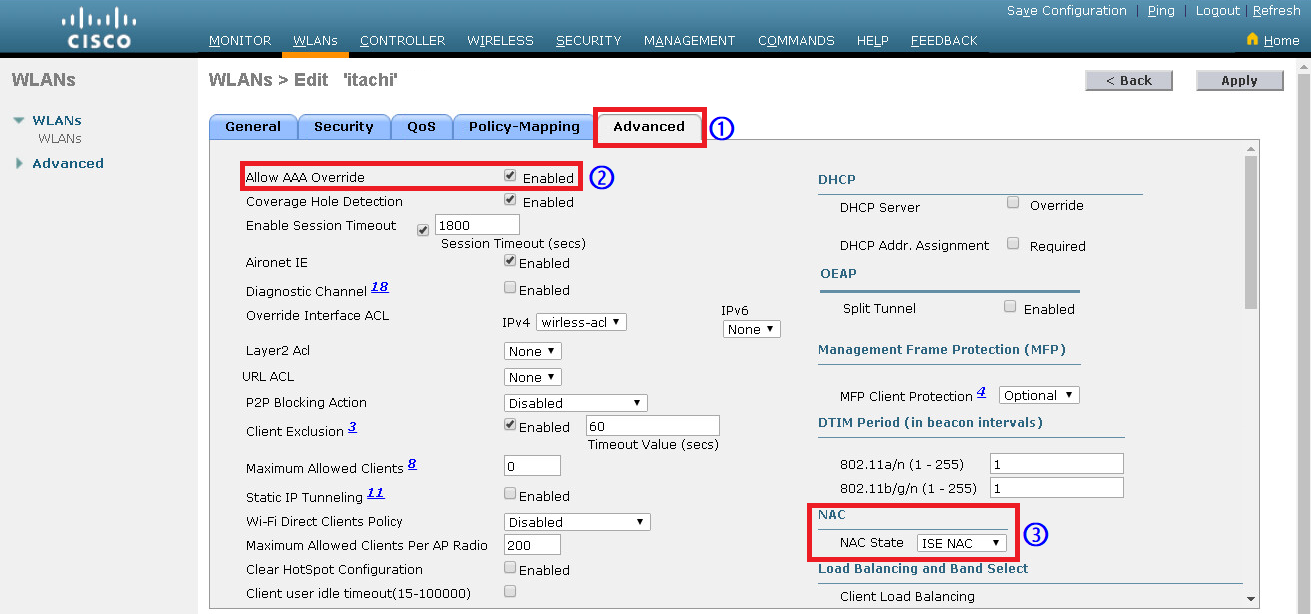 Save Configuration | Ping | Logout | Refresh
CISCO
MONITOR WLANs CONTROLLER WIRELESS SECURITY MANAGEMENT COMMANDS HELP FEEDBACK
Home
WLANs
WLANs
WLANs
Advanced
WLANs > Edit 'itachi'
< Back
Apply
General
Security
QoS
Policy-Mapping
Advanced
1
Allow AAA Override Enabled
2
Coverage Hole Detection Enabled
Enable Session Timeout 1800
Session Timeout (secs)
Aironet IE Enabled
Diagnostic Channel 18 Enabled
Override Interface ACL IPv4 wirless-acl IPv6 None
Layer2 Acl None
URL ACL None
P2P Blocking Action Disabled
Client Exclusion 3 Enabled 60
Timeout Value (secs)
Maximum Allowed Clients 8 0
Static IP Tunneling 11 Enabled
Wi-Fi Direct Clients Policy Disabled
Maximum Allowed Clients Per AP Radio 200
Clear HotSpot Configuration Enabled
Client user idle timeout(15-100000)
DHCP
DHCP Server Override
DHCP Addr. Assignment Required
OEAP
Split Tunnel Enabled
Management Frame Protection (MFP)
MFP Client Protection 4 Optional
DTIM Period (in beacon intervals)
802.11a/n (1 - 255) 1
802.11b/g/n (1 - 255) 1
NAC
NAC State ISE NAC
3
Load Balancing and Band Select
Client Load Balancing